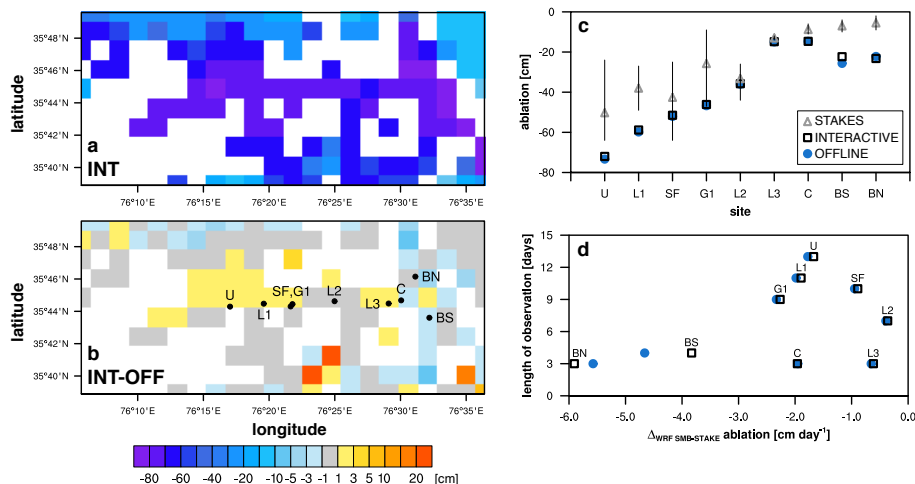 latitude
35°48'N
35°46'N
35°44'N
35°42'N
35°40'N
a
INT
76°10'E
76°15'E
76°20'E
76°25'E
76°30'E
76°35'E
latitude
35°48'N
35°46'N
35°44'N
35°42'N
35°40'N
U
L1
SF,G1
L2
L3
C
BN
BS
b
INT-OFF
76°10'E
76°15'E
76°20'E
76°25'E
76°30'E
76°35'E
longitude
-80 -60 -40 -20 -10 -5 -3 -1 1 3 5 10 20 [cm]
c
ablation [cm]
0
-20
-40
-60
-80
STAKES
INTERACTIVE
OFFLINE
U L1 SF G1 L2 L3 C BS BN
site
d
length of observation [days]
15
12
9
6
3
0
U
L1
SF
G1
L2
BS
BN
C
L3
-6.0 -5.0 -4.0 -3.0 -2.0 -1.0 0.0
ΔWRF SMB-STAKE ablation [cm day⁻¹]